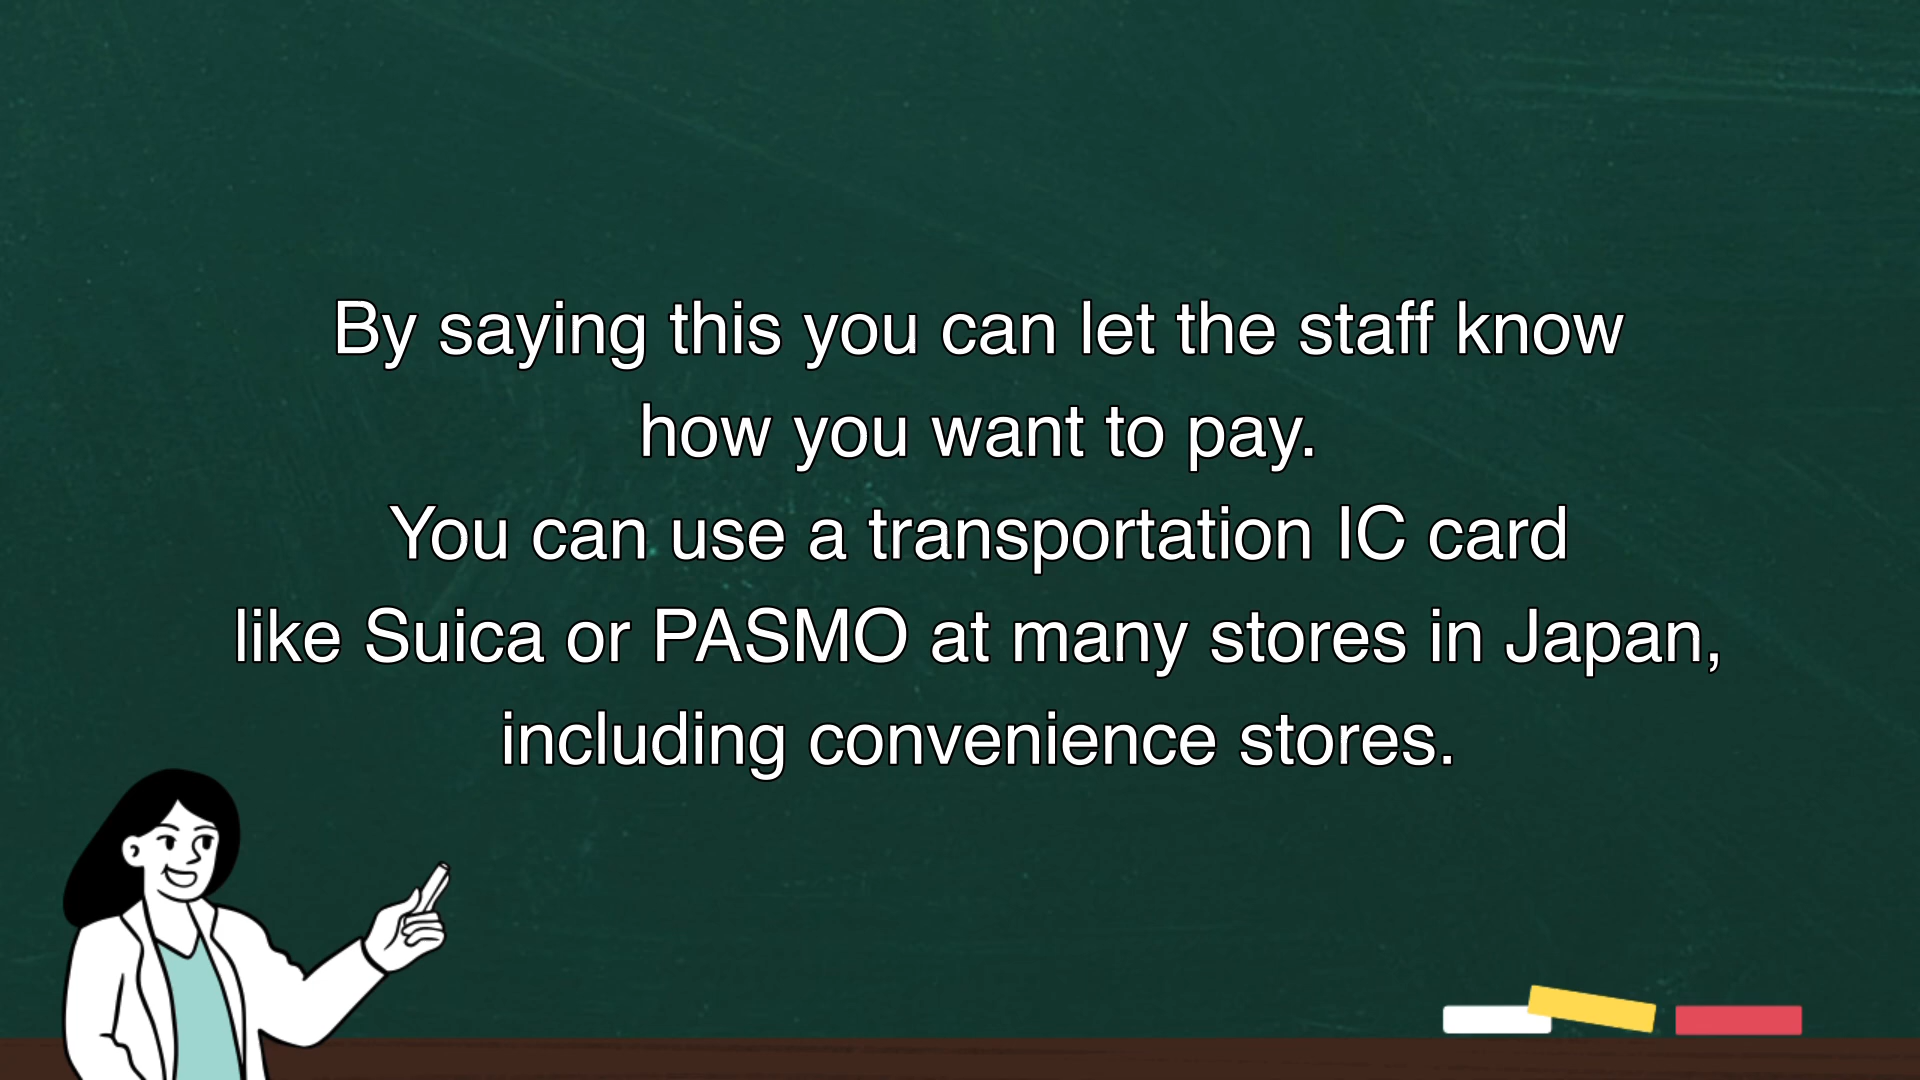 By saying this you can let the staff know
how you want to pay.
You can use a transportation IC card
like Suica or PASMO at many stores in Japan,
including convenience stores.